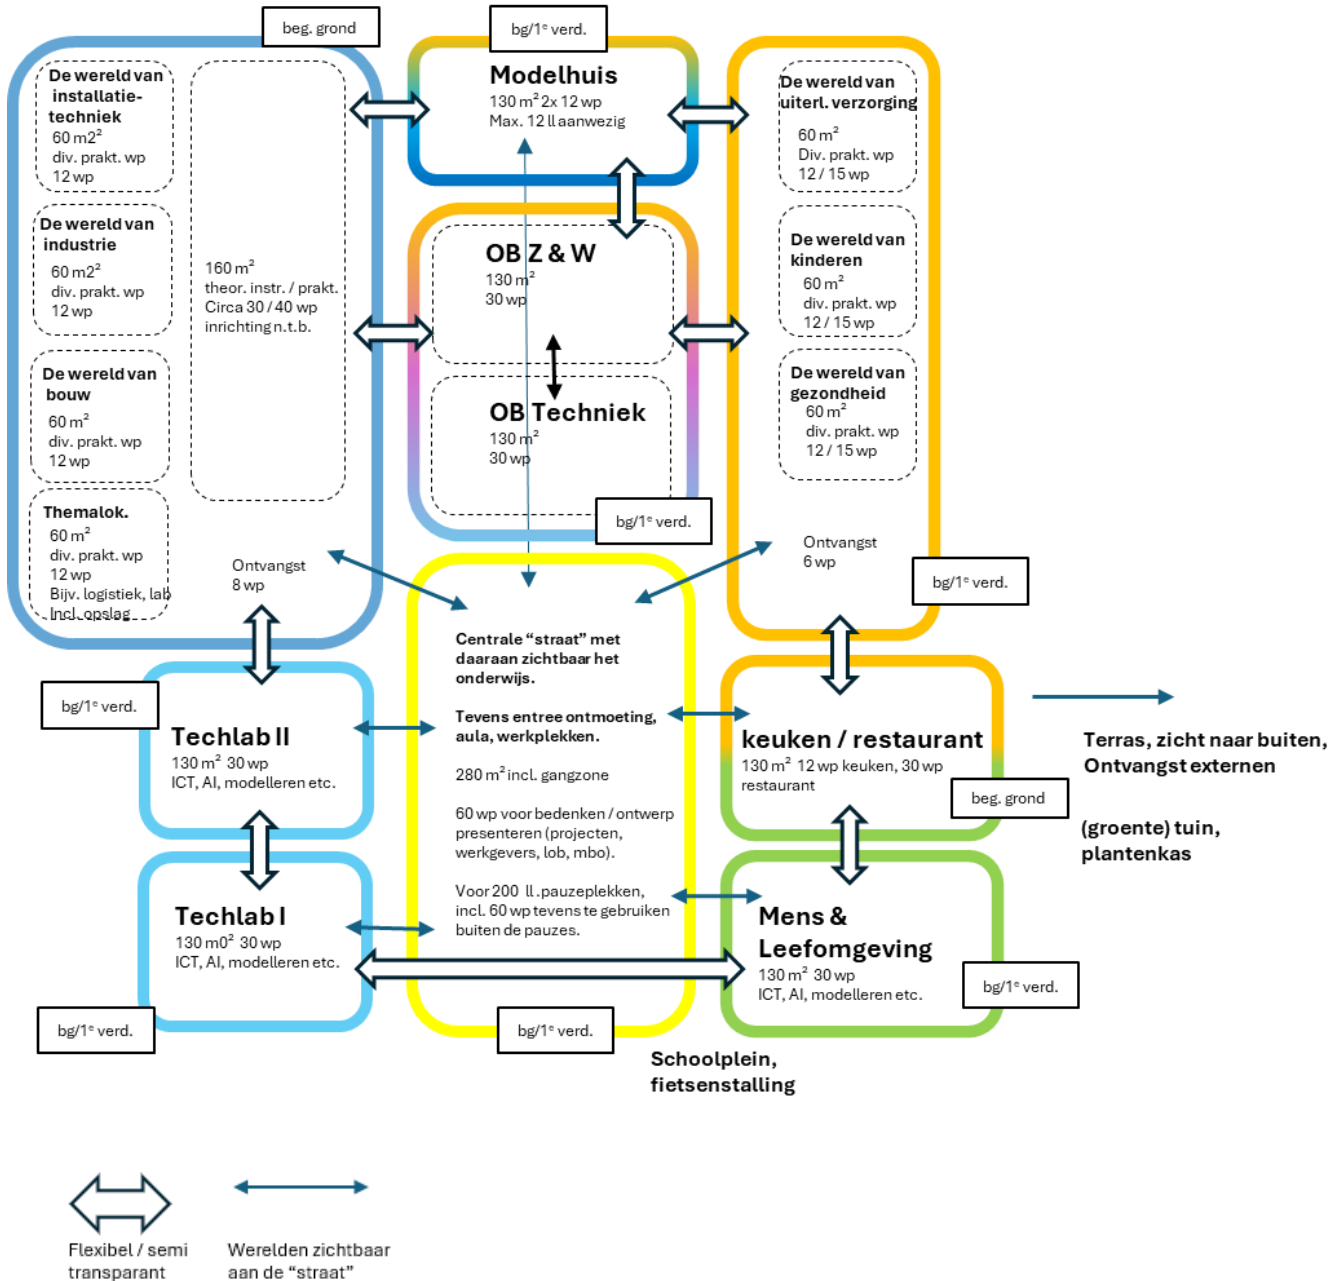 beg. grond
De wereld van
installatie-
techniek
60 m2²
div. prakt. wp
12 wp
De wereld van
industrie
60 m2²
div. prakt. wp
12 wp
De wereld van
bouw
60 m²
div. prakt. wp
12 wp
Themalok.
60 m²
div. prakt. wp
12 wp
Bijv. logistiek, lab
Incl. opslag
160 m²
theor. instr. / prakt.
Circa 30 / 40 wp
inrichting n.t.b.
Ontvangst
8 wp
bg/1ᵉ verd.
Modelhuis
130 m² 2x 12 wp
Max. 12 ll aanwezig
OB Z & W
130 m²
30 wp
OB Techniek
130 m²
30 wp
bg/1ᵉ verd.
De wereld van
uiterl. verzorging
60 m²
Div. prakt. wp
12 / 15 wp
De wereld van
kinderen
60 m²
div. prakt. wp
12 / 15 wp
De wereld van
gezondheid
60 m²
div. prakt. wp
12 / 15 wp
Ontvangst
6 wp
bg/1ᵉ verd.
bg/1ᵉ verd.
Techlab II
130 m² 30 wp
ICT, AI, modelleren etc.
Techlab I
130 m0² 30 wp
ICT, AI, modelleren etc.
bg/1ᵉ verd.
Centrale “straat” met
daaraan zichtbaar het
onderwijs.
Tevens entree ontmoeting,
aula, werkplekken.
280 m² incl. gangzone
60 wp voor bedenken / ontwerp
presenteren (projecten,
werkgevers, lob, mbo).
Voor 200 ll .pauzeplekken,
incl. 60 wp tevens te gebruiken
buiten de pauzes.
bg/1ᵉ verd.
keuken / restaurant
130 m² 12 wp keuken, 30 wp
restaurant
beg. grond
Mens &
Leefomgeving
130 m² 30 wp
ICT, AI, modelleren etc.
bg/1ᵉ verd.
Terras, zicht naar buiten,
Ontvangst externen
(groente) tuin,
plantenkas
Schoolplein,
fietsenstalling
Flexibel / semi
transparant
Werelden zichtbaar
aan de “straat”